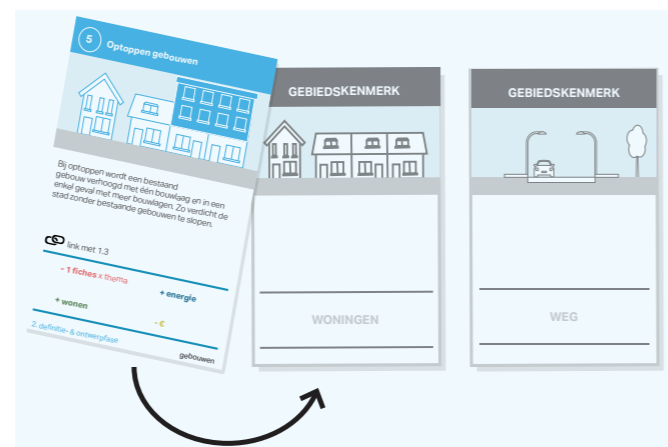 5
Optoppen gebouwen
Bij optoppen wordt een bestaand
gebouw verhoogd met één bouwlaag en in een
enkel geval met meer bouwlagen. Zo verdicht de
stad zonder bestaande gebouwen te slopen.
link met 1.3
- 1 fiches x thema
+ energie
+ wonen
- €
2. definitie- & ontwerpfase
gebouwen
GEBIEDSKENMERK
WONINGEN
GEBIEDSKENMERK
WEG